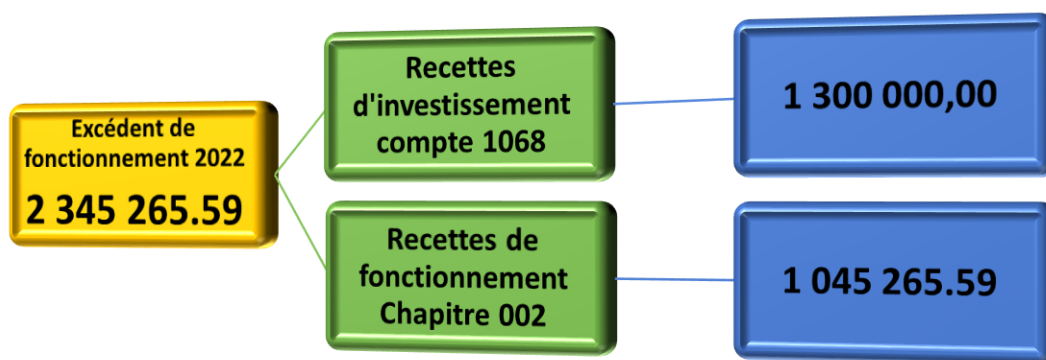 Excédent de
fonctionnement 2022
2 345 265.59
Recettes
d'investissement
compte 1068
1 300 000,00
Recettes de
fonctionnement
Chapitre 002
1 045 265.59